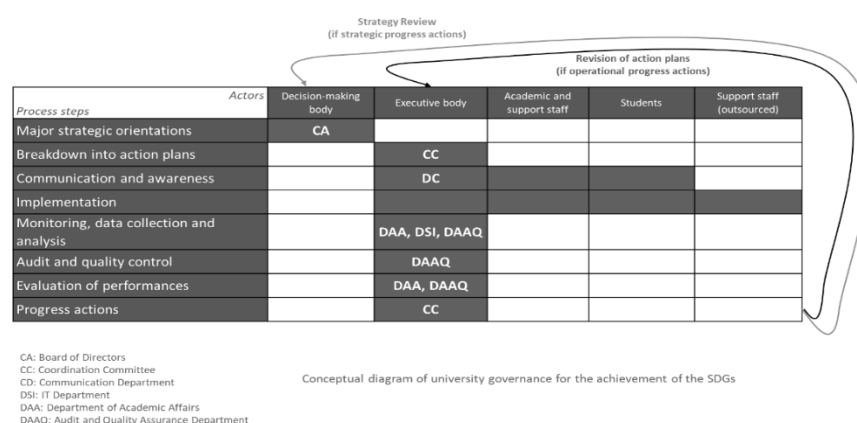 Strategy Review
(if strategic progress actions)
Revision of action plans
(if operational progress actions)
Actors
Process steps
Decision-making
body
Executive body
Academic and
support staff
Students
Support staff
(outsourced)
Major strategic orientations
CA
Breakdown into action plans
CC
Communication and awareness
DC
Implementation
Monitoring, data collection and
analysis
DAA, DSI, DAAQ
Audit and quality control
DAAQ
Evaluation of performances
DAA, DAAQ
Progress actions
CC
CA: Board of Directors
CC: Coordination Committee
CD: Communication Department
DSI: IT Department
DAA: Department of Academic Affairs
DAAQ: Audit and Quality Assurance Department
Conceptual diagram of university governance for the achievement of the SDGs